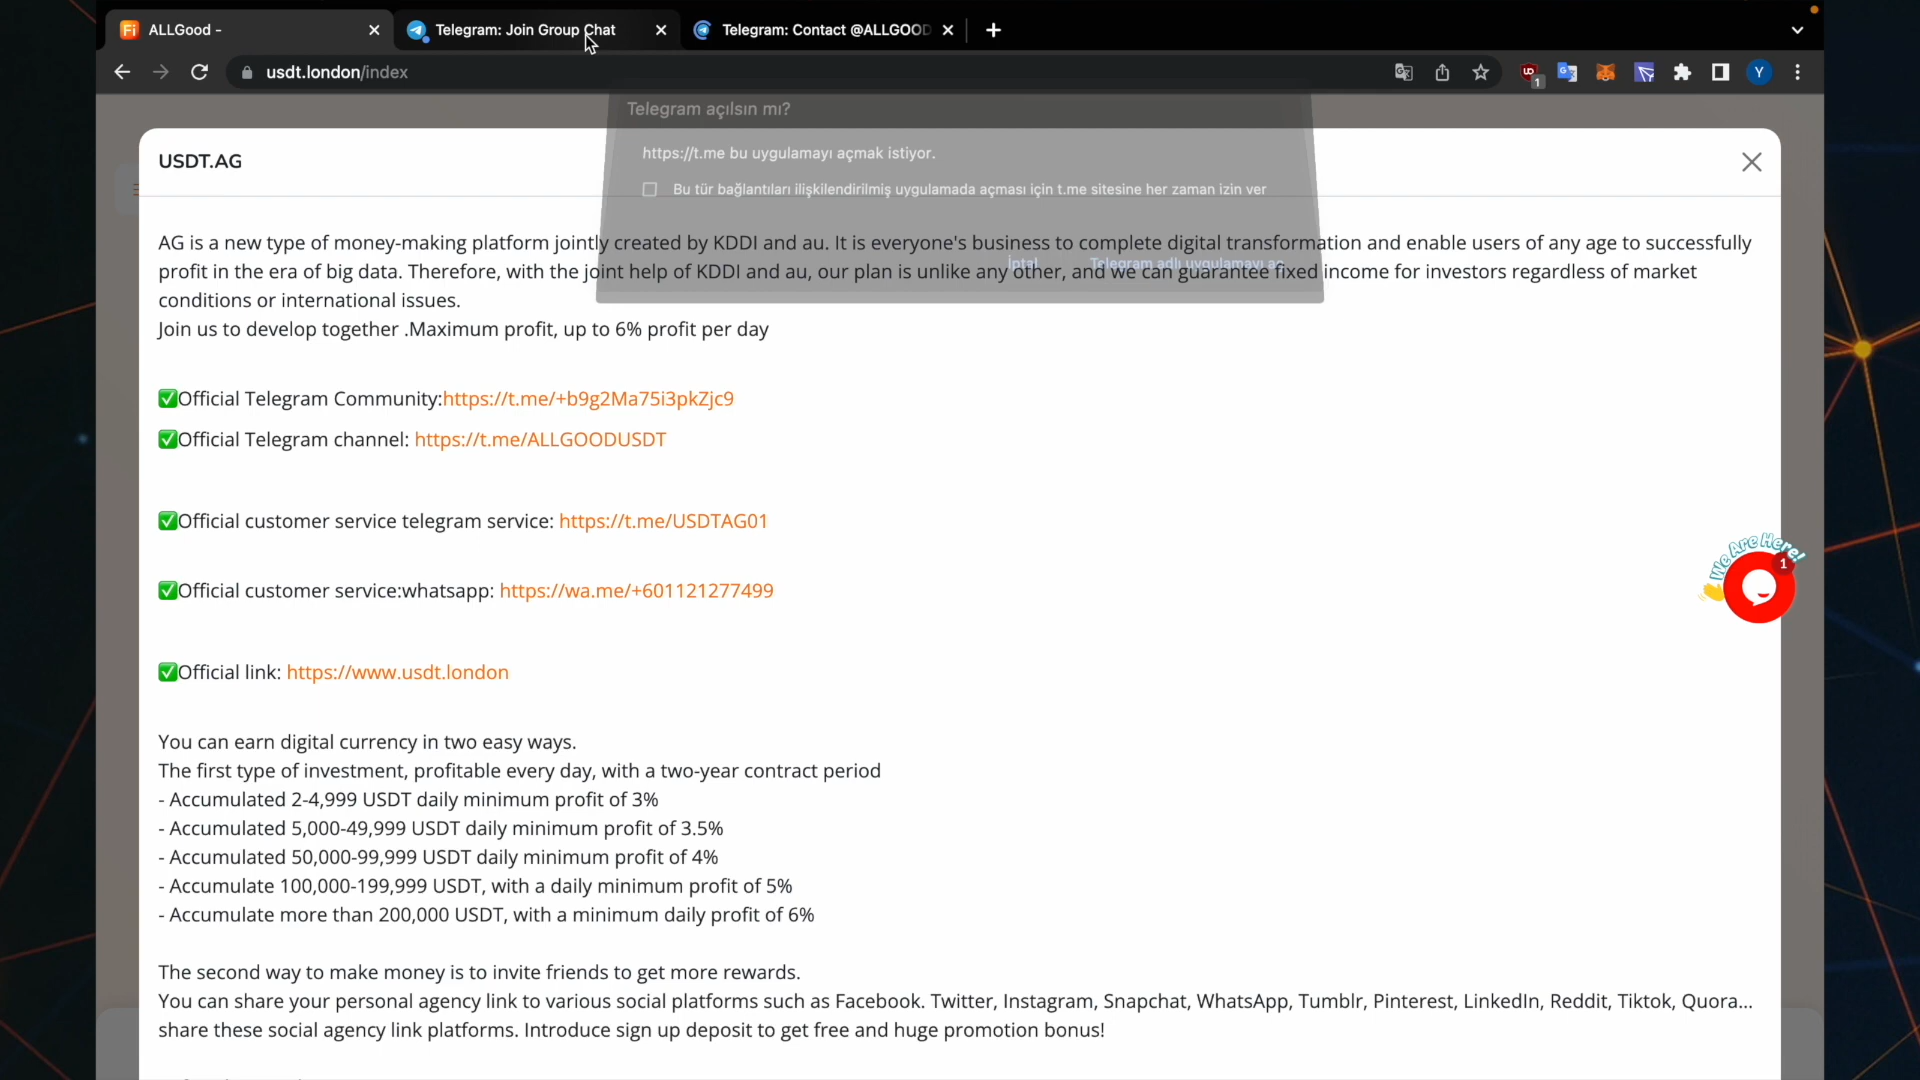 ALLGood -
Telegram: Join Group Chat
Telegram: Contact @ALLGOOD
usdt.london/index
1
Y
Telegram açılsın mı?
https://t.me bu uygulamayı açmak istiyor.
Bu tür bağlantıları ilişkilendirilmiş uygulamada açması için t.me sitesine her zaman izin ver
İptal
Telegram adlı uygulamayı aç
USDT.AG
AG is a new type of money-making platform jointly created by KDDI and au. It is everyone's business to complete digital transformation and enable users of any age to successfully
profit in the era of big data. Therefore, with the joint help of KDDI and au, our plan is unlike any other, and we can guarantee fixed income for investors regardless of market
conditions or international issues.
Join us to develop together .Maximum profit, up to 6% profit per day
✅Official Telegram Community:https://t.me/+b9g2Ma75i3pkZjc9
✅Official Telegram channel: https://t.me/ALLGOODUSDT
✅Official customer service telegram service: https://t.me/USDTAG01
We Are Here!
1
✅Official customer service:whatsapp: https://wa.me/+601121277499
✅Official link: https://www.usdt.london
You can earn digital currency in two easy ways.
The first type of investment, profitable every day, with a two-year contract period
- Accumulated 2-4,999 USDT daily minimum profit of 3%
- Accumulated 5,000-49,999 USDT daily minimum profit of 3.5%
- Accumulated 50,000-99,999 USDT daily minimum profit of 4%
- Accumulate 100,000-199,999 USDT, with a daily minimum profit of 5%
- Accumulate more than 200,000 USDT, with a minimum daily profit of 6%
The second way to make money is to invite friends to get more rewards.
You can share your personal agency link to various social platforms such as Facebook. Twitter, Instagram, Snapchat, WhatsApp, Tumblr, Pinterest, LinkedIn, Reddit, Tiktok, Quora...
share these social agency link platforms. Introduce sign up deposit to get free and huge promotion bonus!